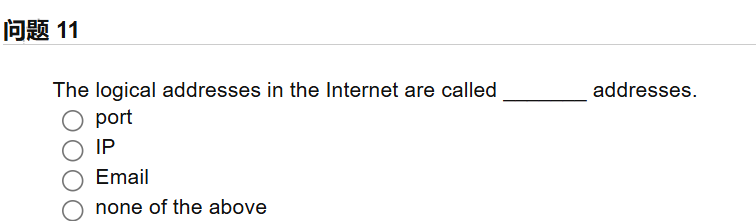 问题 11
The logical addresses in the Internet are called ________ addresses.
port
IP
Email
none of the above